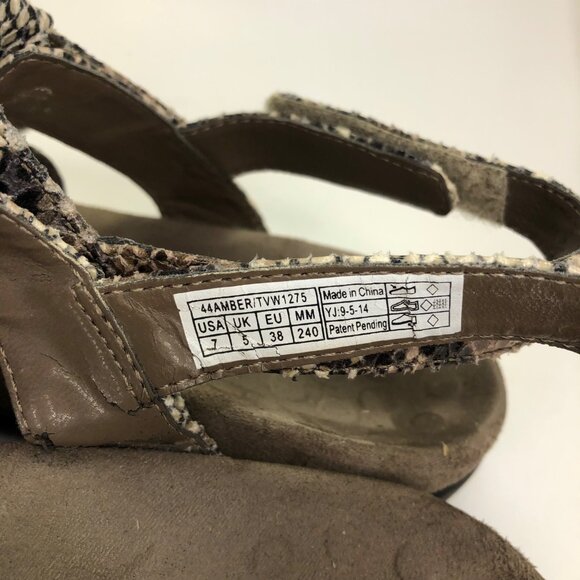 44AMBER/TVW1275
USA UK EU MM
7 5 38 240
Made in China
YJ:9-5-14
Patent Pending